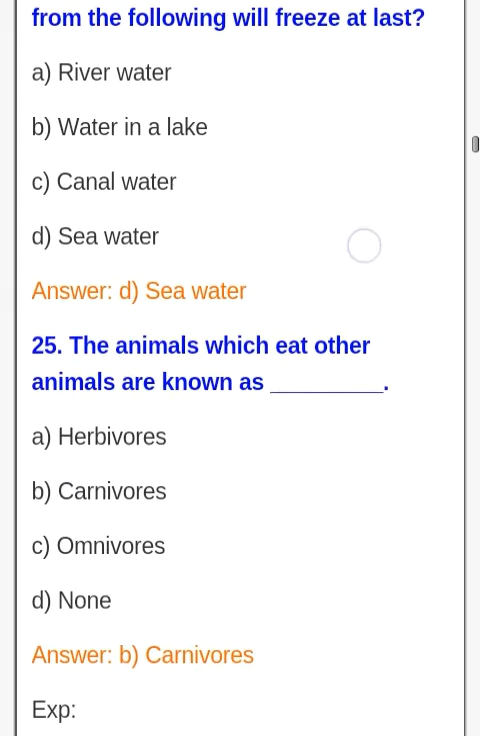 from the following will freeze at last?
a) River water
b) Water in a lake
c) Canal water
d) Sea water
Answer: d) Sea water
25. The animals which eat other
animals are known as _________.
a) Herbivores
b) Carnivores
c) Omnivores
d) None
Answer: b) Carnivores
Exp: